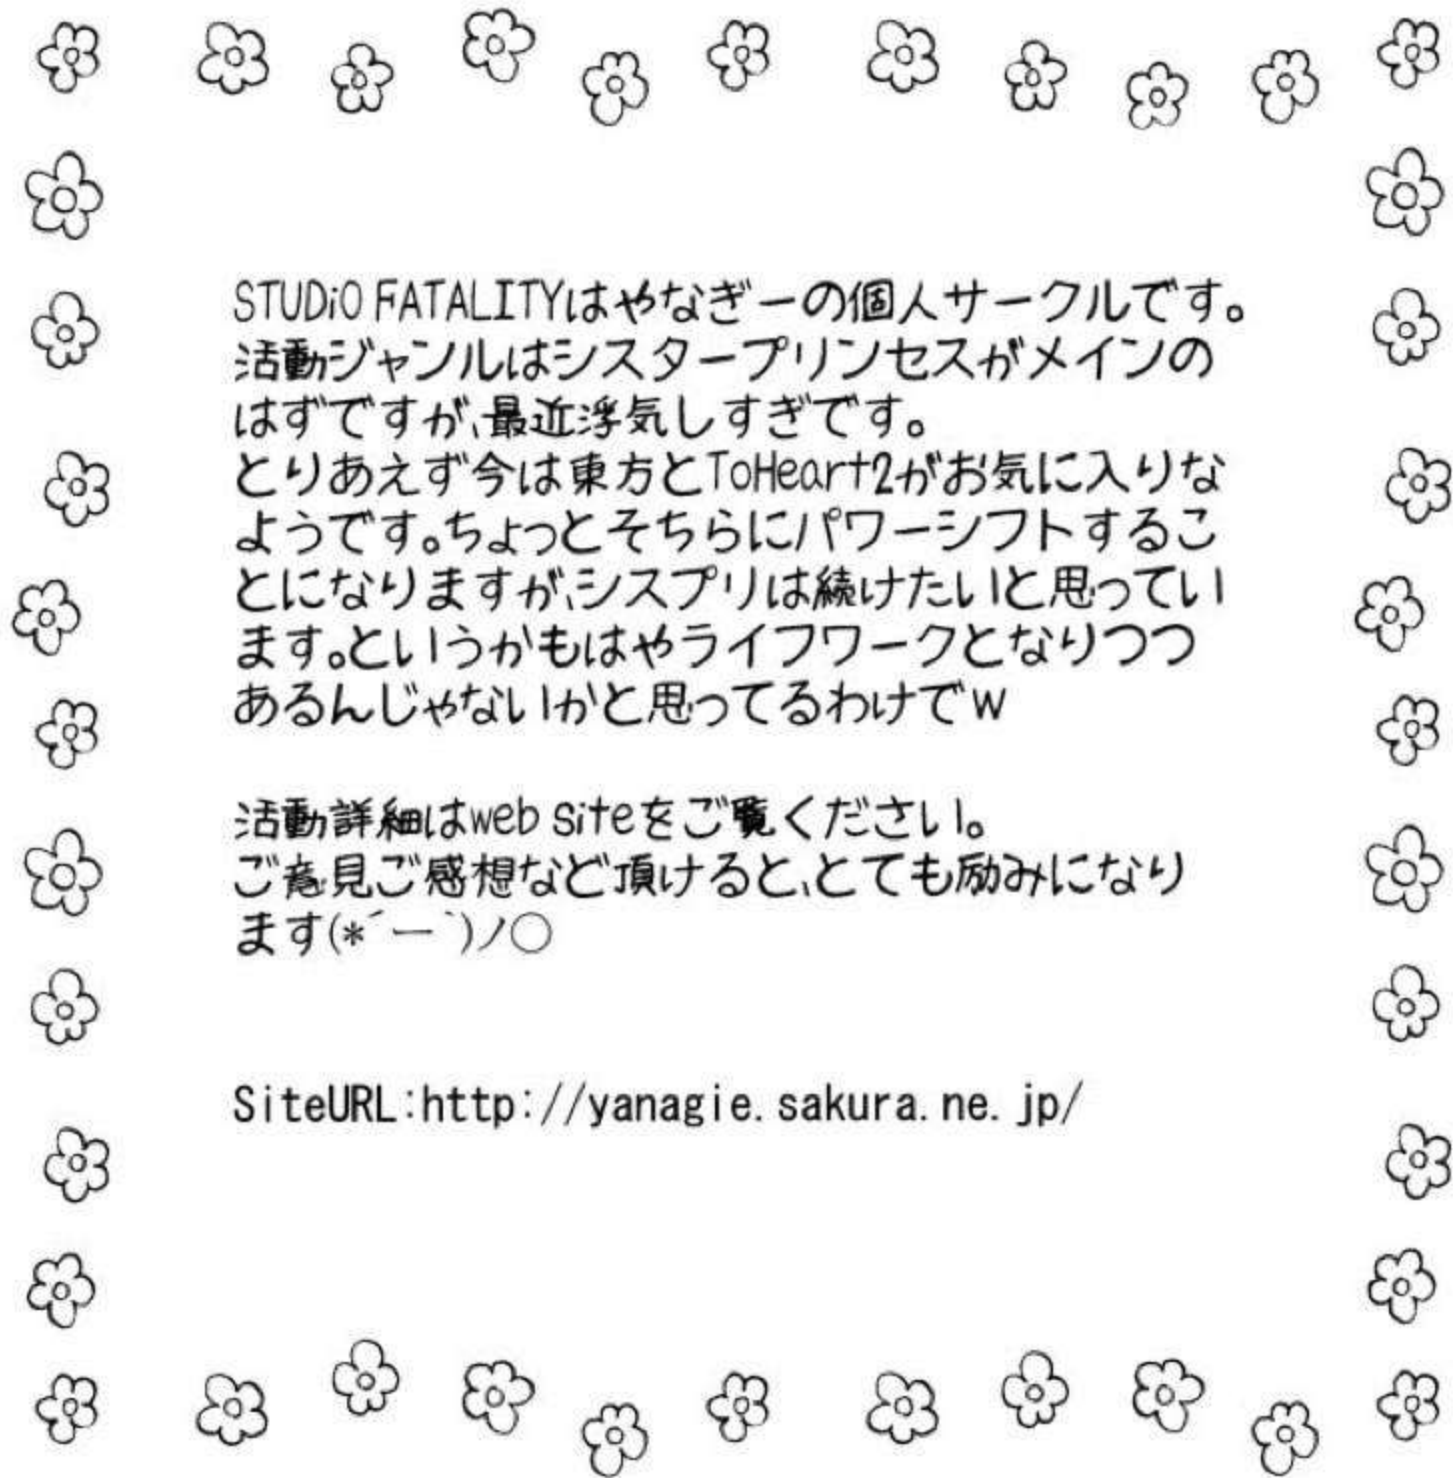 STUDiO FATALITYはやなぎーの個人サークルです。
活動ジャンルはシスタープリンセスがメインの
はずですが、最近浮気しすぎです。
とりあえず今は東方とToHeart2がお気に入りな
ようです。ちょっとそちらにパワーシフトするこ
とになりますが、シスプリは続けたいと思ってい
ます。というかもはやライフワークとなりつつ
あるんじゃないかと思ってるわけでw
活動詳細はweb siteをご覧ください。
ご意見ご感想など頂けると、とても励みになり
ます(*´ー`)ノ○
SiteURL:http://yanagie.sakura.ne.jp/